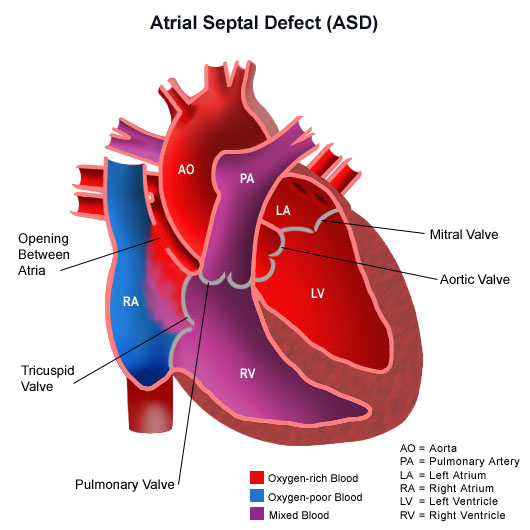 Atrial Septal Defect (ASD)
AO
PA
LA
Mitral Valve
Opening
Between
Atria
Aortic Valve
RA
LV
Tricuspid
Valve
RV
Pulmonary Valve
Oxygen-rich Blood
Oxygen-poor Blood
Mixed Blood
AO = Aorta
PA = Pulmonary Artery
LA = Left Atrium
RA = Right Atrium
LV = Left Ventricle
RV = Right Ventricle